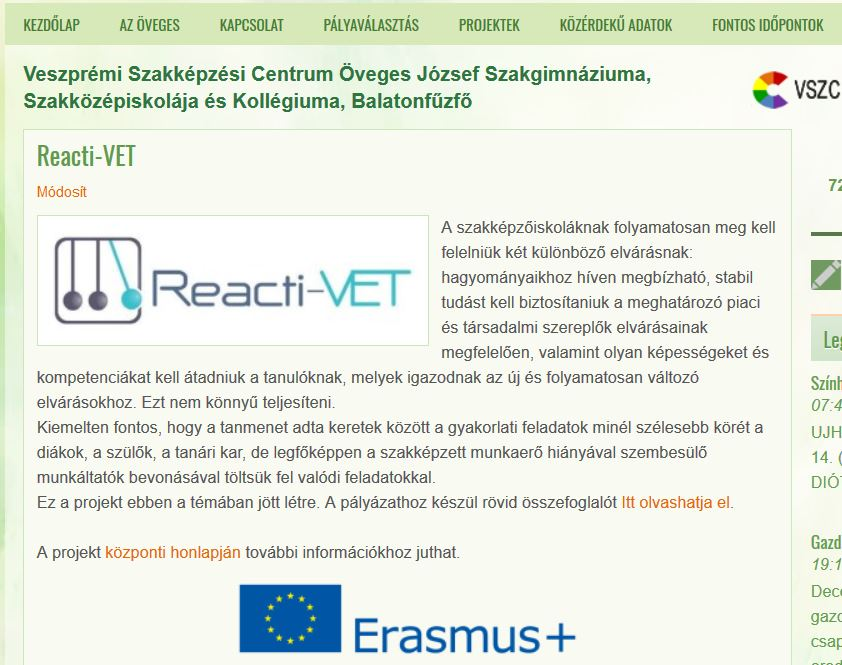 KEZDŐLAP AZ ÖVEGES KAPCSOLAT PÁLYAVÁLASZTÁS PROJEKTEK KÖZÉRDEKŰ ADATOK FONTOS IDŐPONTOK
Veszprémi Szakképzési Centrum Öveges József Szakgimnáziuma,
Szakközépiskolája és Kollégiuma, Balatonfűzfő
VSZC
Reacti-VET
Módosít
Reacti-VET
A szakképzőiskoláknak folyamatosan meg kell
felelniük két különböző elvárásnak:
hagyományaikhoz híven megbízható, stabil
tudást kell biztosítaniuk a meghatározó piaci
és társadalmi szereplők elvárásainak
megfelelően, valamint olyan képességeket és
kompetenciákat kell átadniuk a tanulóknak, melyek igazodnak az új és folyamatosan változó
elvárásokhoz. Ezt nem könnyű teljesíteni.
Kiemelten fontos, hogy a tanmenet adta keretek között a gyakorlati feladatok minél szélesebb körét a
diákok, a szülők, a tanári kar, de legfőképpen a szakképzett munkaerő hiányával szembesülő
munkáltatók bevonásával töltsük fel valódi feladatokkal.
Ez a projekt ebben a témában jött létre. A pályázathoz készül rövid összefoglalót Itt olvashatja el.
A projekt központi honlapján további információkhoz juthat.
Erasmus+
72
Leg
Szính
07:4
UJH
14. (
DIÓT
Gazd
19:1
Dece
gazd
csap